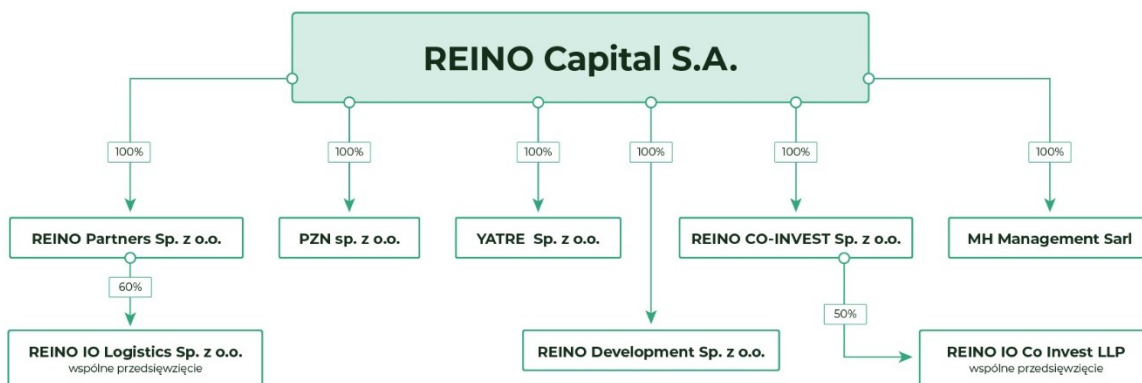 REINO Capital S.A.
100%
100%
100%
100%
100%
100%
REINO Partners Sp. z o.o.
PZN sp. z o.o.
YATRE Sp. z o.o.
REINO CO-INVEST Sp. z o.o.
MH Management Sarl
60%
50%
REINO IO Logistics Sp. z o.o.
wspólne przedsięwzięcie
REINO Development Sp. z o.o.
REINO IO Co Invest LLP
wspólne przedsięwzięcie